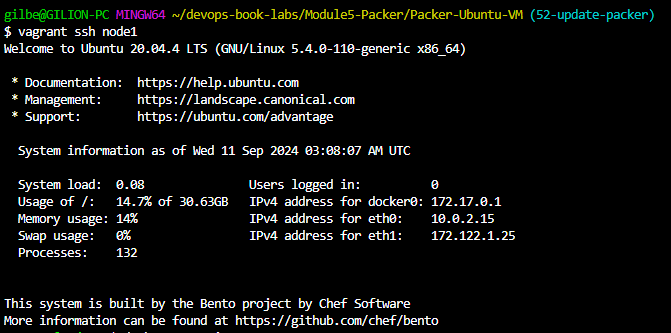 gilbe@GILION-PC MINGW64 ~/devops-book-labs/Module5-Packer/Packer-Ubuntu-VM (52-update-packer)
$ vagrant ssh node1
Welcome to Ubuntu 20.04.4 LTS (GNU/Linux 5.4.0-110-generic x86_64)
* Documentation:  https://help.ubuntu.com
* Management:     https://landscape.canonical.com
* Support:        https://ubuntu.com/advantage
System information as of Wed 11 Sep 2024 03:08:07 AM UTC
System load:  0.08               Users logged in:          0
Usage of /:   14.7% of 30.63GB   IPv4 address for docker0: 172.17.0.1
Memory usage: 14%                IPv4 address for eth0:    10.0.2.15
Swap usage:   0%                 IPv4 address for eth1:    172.122.1.25
Processes:    132
This system is built by the Bento project by Chef Software
More information can be found at https://github.com/chef/bento